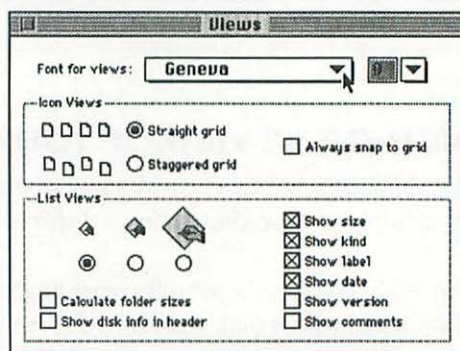 Views
Font for views: Geneva 9
Icon Views
Straight grid
Always snap to grid
Staggered grid
List Views
Show size
Show kind
Show label
Show date
Calculate folder sizes
Show version
Show disk info in header
Show comments